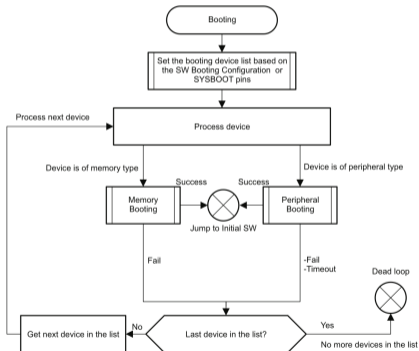 Booting
Set the booting device list based on
the SW Booting Configuration or
SYSBOOT pins
Process next device
Process device
Device is of memory type
Device is of peripheral type
Success
Success
Memory
Booting
Peripheral
Booting
Jump to Initial SW
Fail
-Fail
-Timeout
Dead loop
Get next device in the list
No
Last device in the list?
Yes
No more devices in the list